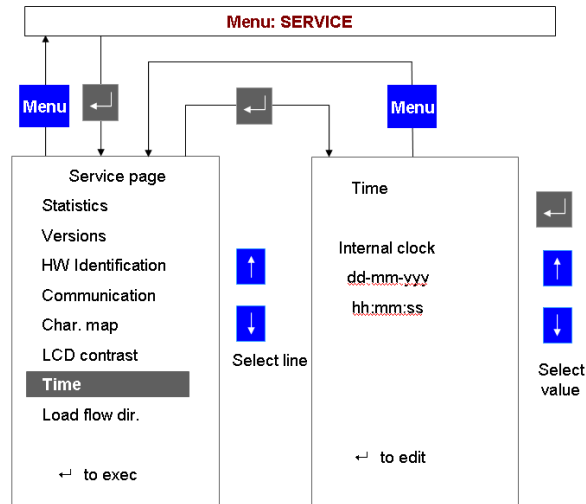 Menu: SERVICE
Menu
Menu
Service page
Statistics
Versions
HW Identification
Communication
Char. map
LCD contrast
Time
Load flow dir.
↵ to exec
Select line
Time
Internal clock
dd-mm-yyy
hh:mm:ss
↵ to edit
Select
value